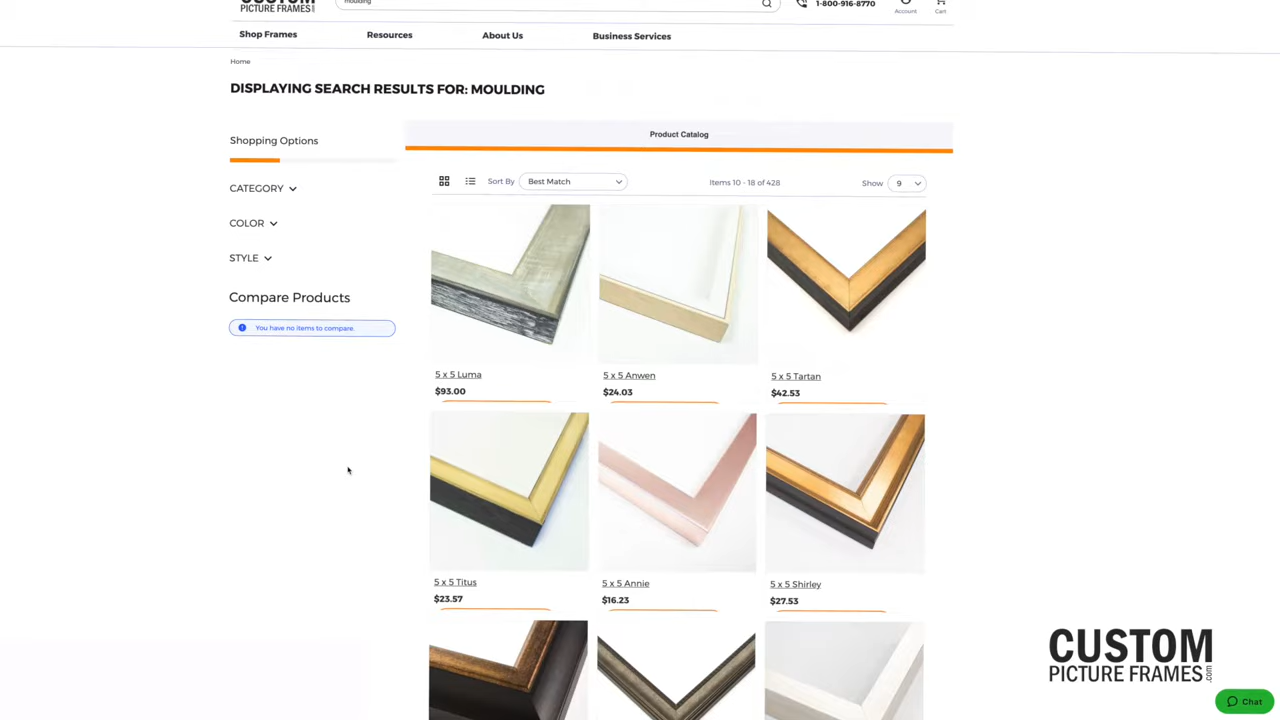 CUSTOM
PICTURE FRAMES.com
moulding
1-800-916-8770
Account
Cart
Shop Frames
Resources
About Us
Business Services
Home
DISPLAYING SEARCH RESULTS FOR: MOULDING
Shopping Options
Product Catalog
CATEGORY
Sort By
Best Match
Items 10 - 18 of 428
Show
9
COLOR
STYLE
Compare Products
You have no items to compare.
5 x 5 Luma
$93.00
5 x 5 Anwen
$24.03
5 x 5 Tartan
$42.53
5 x 5 Titus
$23.57
5 x 5 Annie
$16.23
5 x 5 Shirley
$27.53
CUSTOM
PICTURE FRAMES.com
Chat